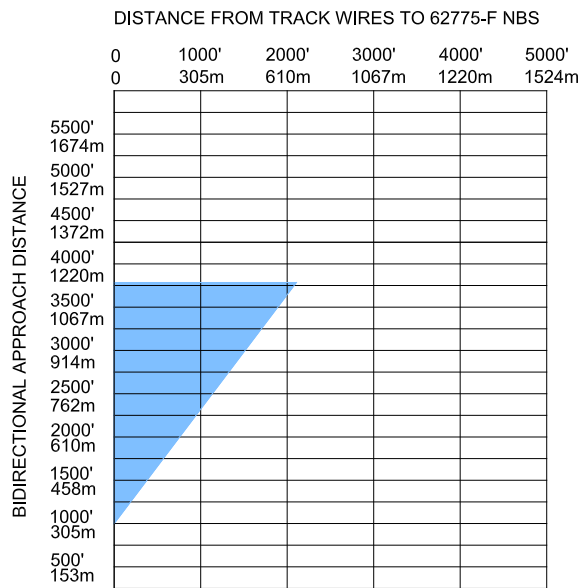 DISTANCE FROM TRACK WIRES TO 62775-F NBS
0 1000' 2000' 3000' 4000' 5000'
0 305m 610m 1067m 1220m 1524m
BIDIRECTIONAL APPROACH DISTANCE
5500'
1674m
5000'
1527m
4500'
1372m
4000'
1220m
3500'
1067m
3000'
914m
2500'
762m
2000'
610m
1500'
458m
1000'
305m
500'
153m